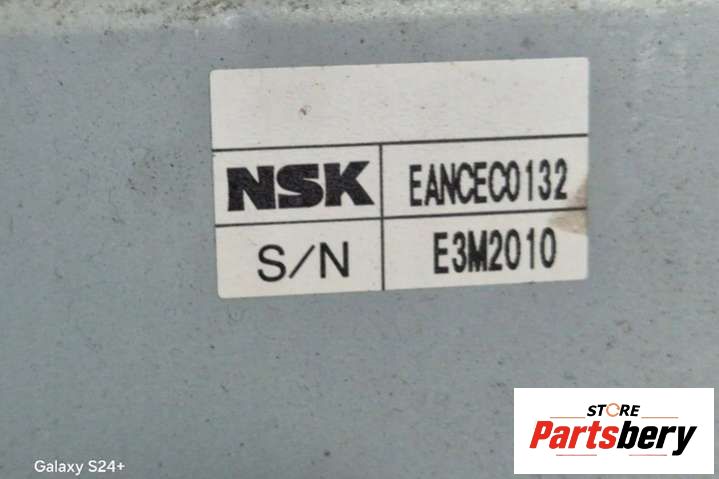 NSK EANCEC0132
S/N E3M2010
STORE
Partsbery
Galaxy S24+